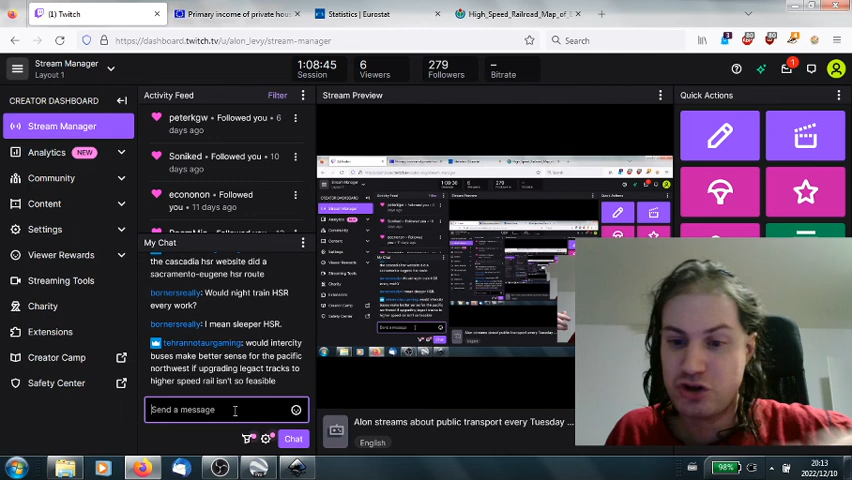 Twitch
Primary income of private hou
Statistics | Eurostat
High_Speed_Railroad_Map_of_E
https://dashboard.twitch.tv/u/alon_levy/stream-manager
Search
80
80
Stream Manager
Layout 1
1:08:45
Session
6
Viewers
279
Followers
–
Bitrate
1
CREATOR DASHBOARD
Stream Manager
Analytics NEW
Community
Content
Settings
Viewer Rewards
Streaming Tools
Charity
Extensions
Creator Camp
Safety Center
Activity Feed
Filter
peterkgw • Followed you • 6
days ago
Soniked • Followed you • 10
days ago
econonon • Followed
you • 11 days ago
My Chat
the cascadia hsr website did a
sacramento-eugene hsr route
bornersreally: Would night train HSR
every work?
bornersreally: I mean sleeper HSR.
tehrannotaurgaming: would intercity
buses make better sense for the pacific
northwest if upgrading legact tracks to
higher speed rail isn't so feasible
Send a message
Chat
Stream Preview
Alon streams about public transport every Tuesday ...
English
Quick Actions
98%
20:13
2022/12/10